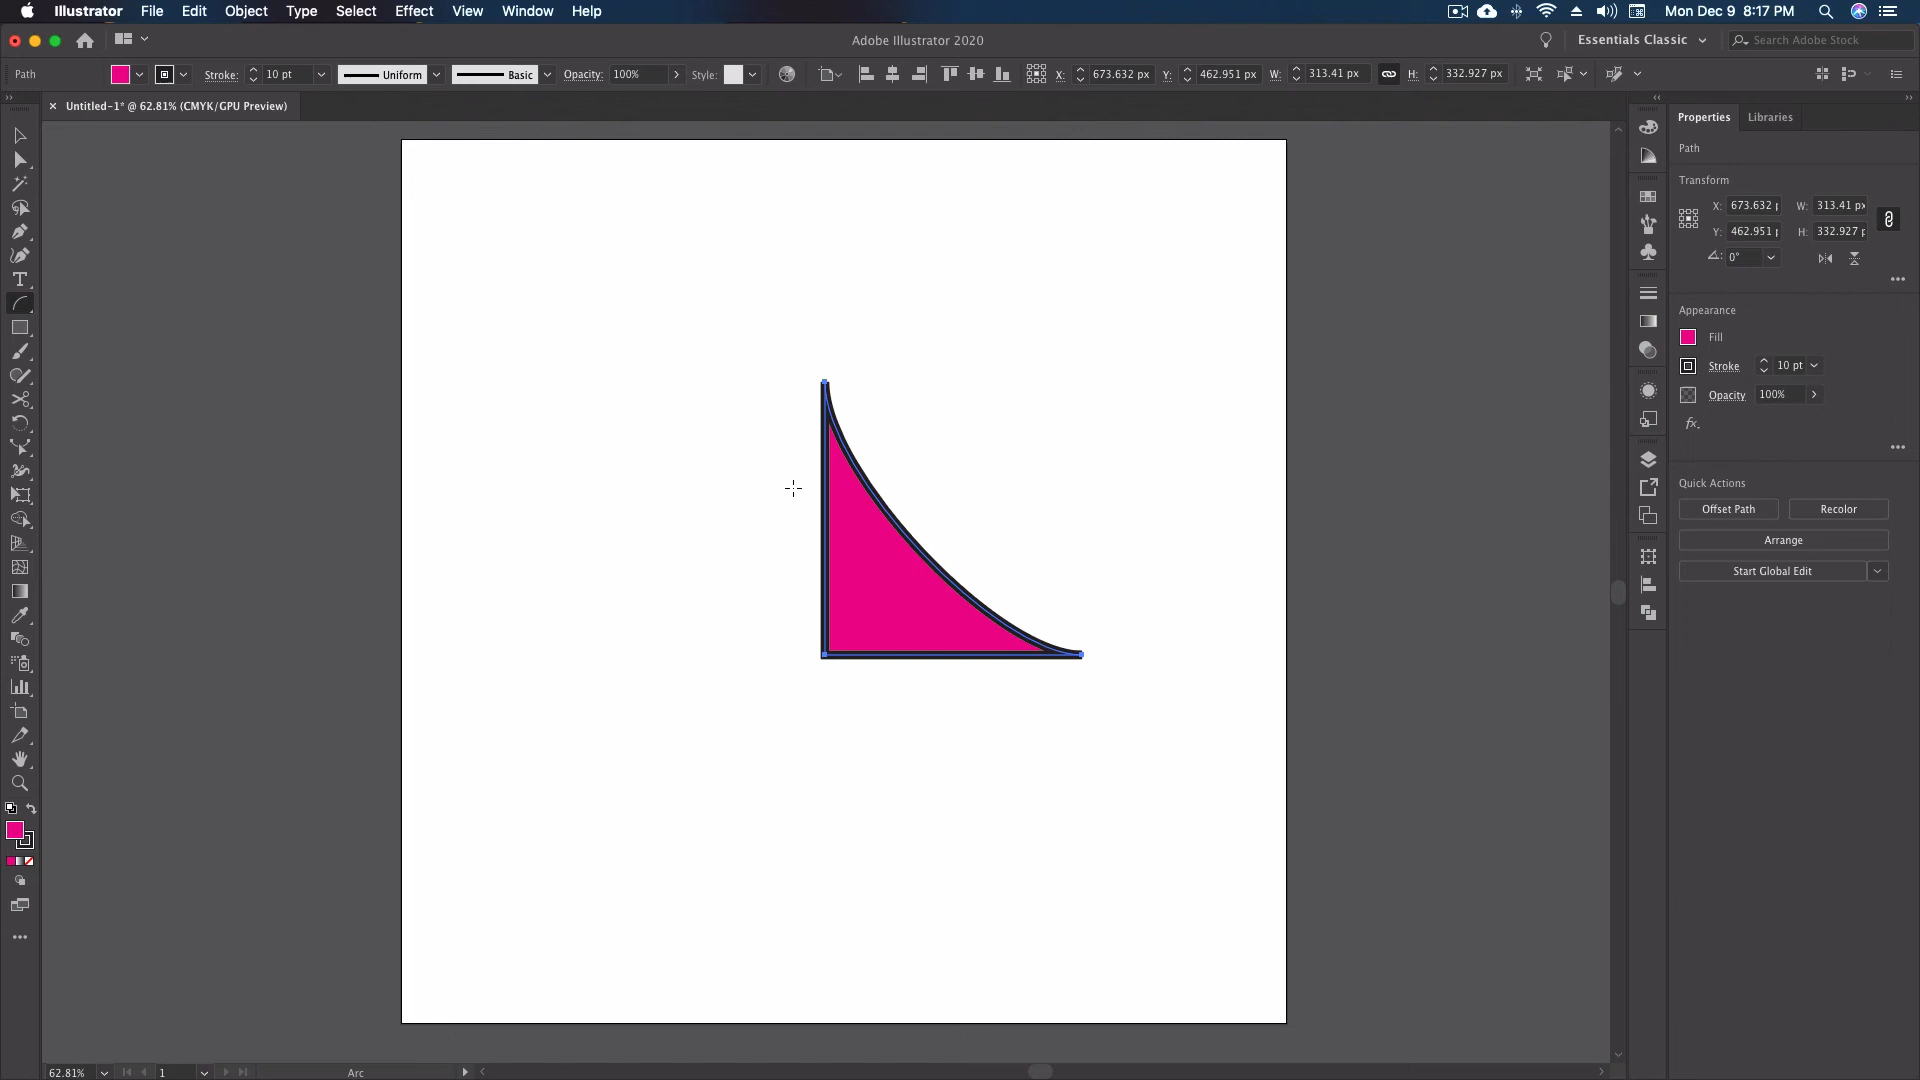 Illustrator File Edit Object Type Select Effect View Window Help Mon Dec 9 8:17 PM
Adobe Illustrator 2020 Essentials Classic Search Adobe Stock
Path Stroke: 10 pt Uniform Basic Opacity: 100% Style: X: 673.632 px Y: 462.951 px W: 313.41 px H: 332.927 px
× Untitled-1* @ 62.81% (CMYK/GPU Preview)
Properties Libraries
Path
Transform
X: 673.632 W: 313.41 px
Y: 462.951 H: 332.927
0°
Appearance
Fill
Stroke 10 pt
Opacity 100%
fx.
Quick Actions
Offset Path Recolor
Arrange
Start Global Edit
62.81% 1 Arc